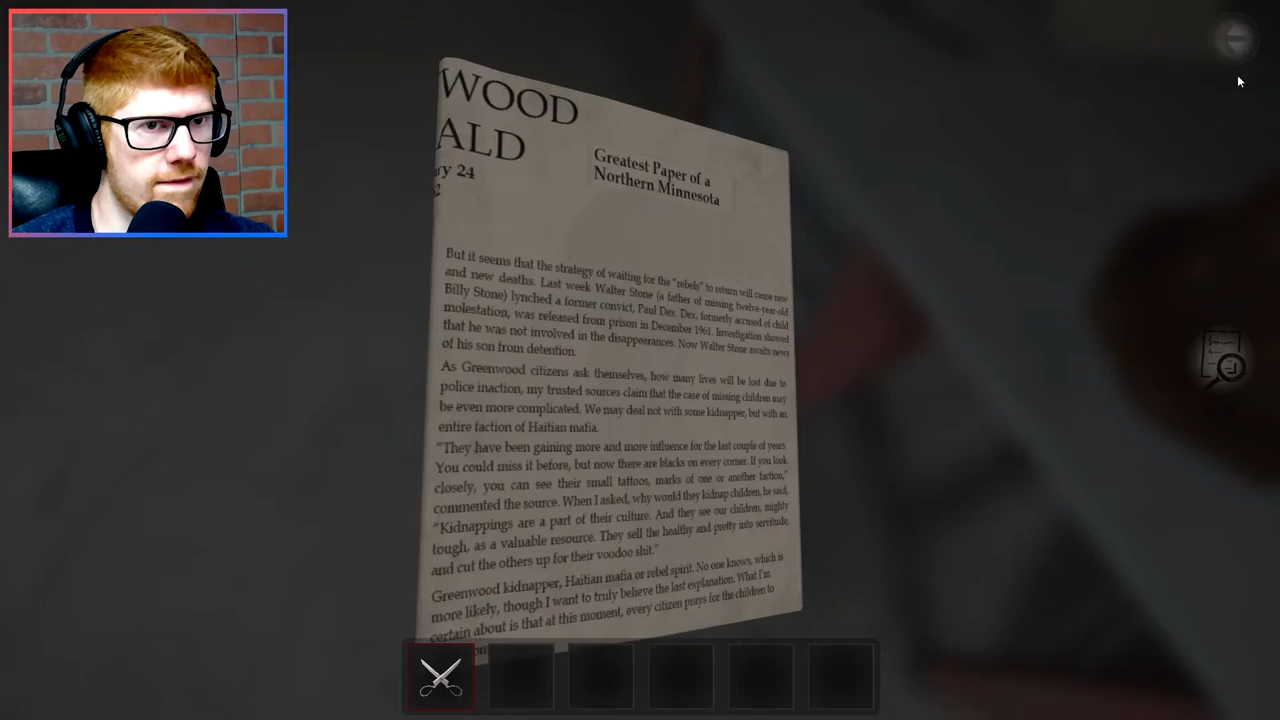 WOOD
ALD
ry 24
2
Greatest Paper of a
Northern Minnesota
But it seems that the strategy of waiting for the "rebels" to return will cause new
and new deaths. Last week Walter Stone (a father of missing twelve-year-old
Billy Stone) lynched a former convict, Paul Dex. Dex, formerly accused of child
molestation, was released from prison in December 1961. Investigation showed
that he was not involved in the disappearances. Now Walter Stone awaits news
of his son from detention.
As Greenwood citizens ask themselves, how many lives will be lost due to
police inaction, my trusted sources claim that the case of missing children may
be even more complicated. We may deal not with some kidnapper, but with an
entire faction of Haitian mafia.
"They have been gaining more and more influence for the last couple of years.
You could miss it before, but now there are blacks on every corner. If you look
closely, you can see their small tattoos, marks of one or another faction,"
commented the source. When I asked, why would they kidnap children, he said,
"Kidnappings are a part of their culture. And they see our children, mighty
tough, as a valuable resource. They sell the healthy and pretty into servitude,
and cut the others up for their voodoo shit."
Greenwood kidnapper, Haitian mafia or rebel spirit. No one knows, which is
more likely, though I want to truly believe the last explanation. What I'm
certain about is that at this moment, every citizen prays for the children to